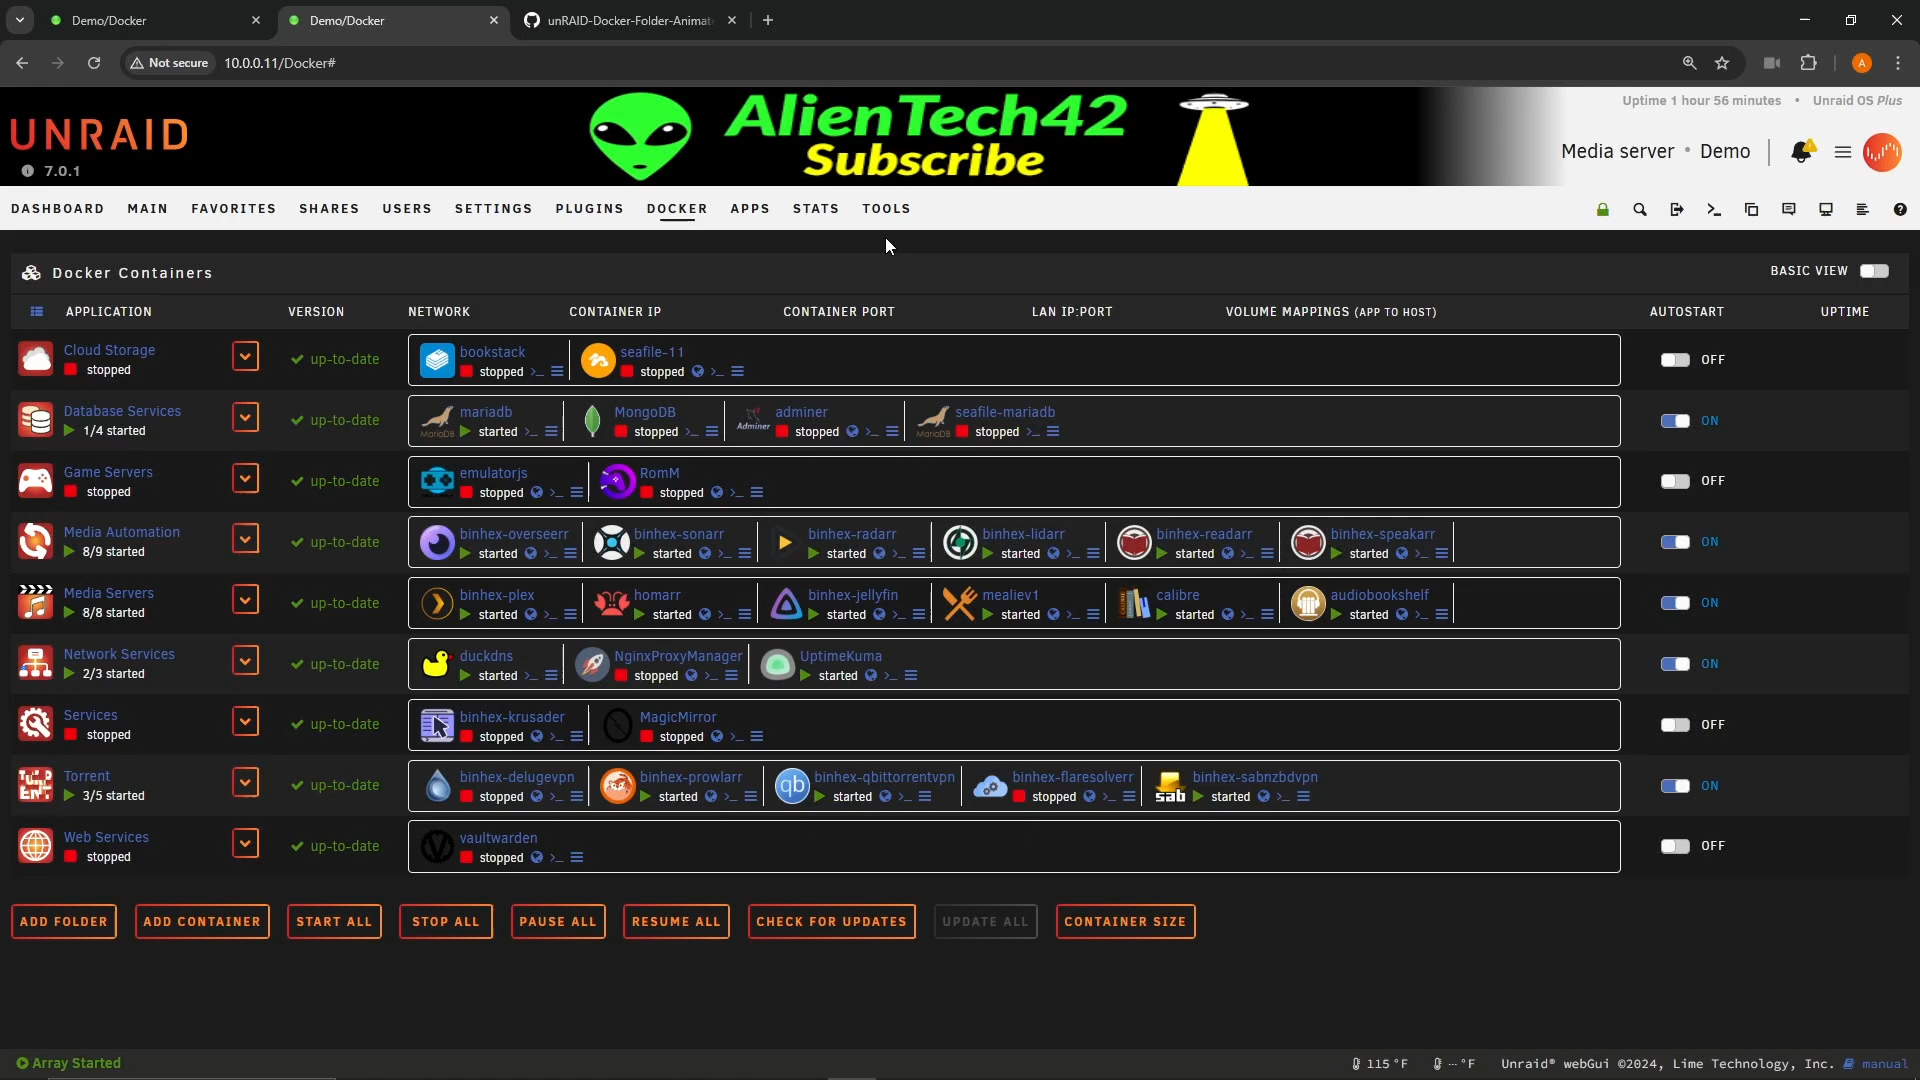 Demo/Docker
Demo/Docker
unRAID-Docker-Folder-Animat
Not secure
10.0.0.11/Docker#
A
UNRAID
7.0.1
AlienTech42
Subscribe
Uptime 1 hour 56 minutes • Unraid OS Plus
Media server • Demo
DASHBOARD MAIN FAVORITES SHARES USERS SETTINGS PLUGINS DOCKER APPS STATS TOOLS
Docker Containers
BASIC VIEW
APPLICATION VERSION NETWORK CONTAINER IP CONTAINER PORT LAN IP:PORT VOLUME MAPPINGS (APP TO HOST) AUTOSTART UPTIME
Cloud Storage
stopped
up-to-date
bookstack
stopped
seafile-11
stopped
OFF
Database Services
1/4 started
up-to-date
mariadb
started
MongoDB
stopped
Adminer
adminer
stopped
seafile-mariadb
stopped
MariaDB
MariaDB
ON
Game Servers
stopped
up-to-date
emulatorjs
stopped
RomM
stopped
OFF
Media Automation
8/9 started
up-to-date
binhex-overseerr
started
binhex-sonarr
started
binhex-radarr
started
binhex-lidarr
started
binhex-readarr
started
binhex-speakarr
started
ON
Media Servers
8/8 started
up-to-date
binhex-plex
started
homarr
started
binhex-jellyfin
started
mealiev1
started
calibre
started
audiobookshelf
started
ON
Network Services
2/3 started
up-to-date
duckdns
started
NginxProxyManager
stopped
UptimeKuma
started
ON
Services
stopped
up-to-date
binhex-krusader
stopped
MagicMirror
stopped
OFF
Torrent
3/5 started
up-to-date
binhex-delugevpn
stopped
binhex-prowlarr
started
qb
binhex-qbittorrentvpn
started
binhex-flaresolverr
stopped
sab
binhex-sabnzbdvpn
started
ON
Web Services
stopped
up-to-date
vaultwarden
stopped
OFF
ADD FOLDER ADD CONTAINER START ALL STOP ALL PAUSE ALL RESUME ALL CHECK FOR UPDATES UPDATE ALL CONTAINER SIZE
Array Started
115 °F -- °F Unraid® webGui ©2024, Lime Technology, Inc. manual